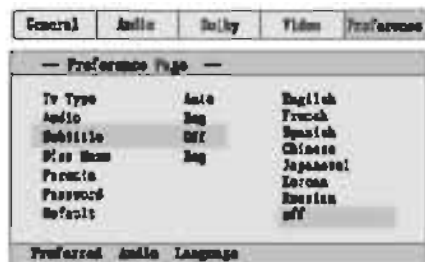 General Audio Dolby Video Preference
— Preference Page —
Tv Type Auto English
Audio Eng French
Subtitle Off Spanish
Disc Menu Eng Chinese
Japanese
Password Korean
Default Russian
off
Preferred Audio Language